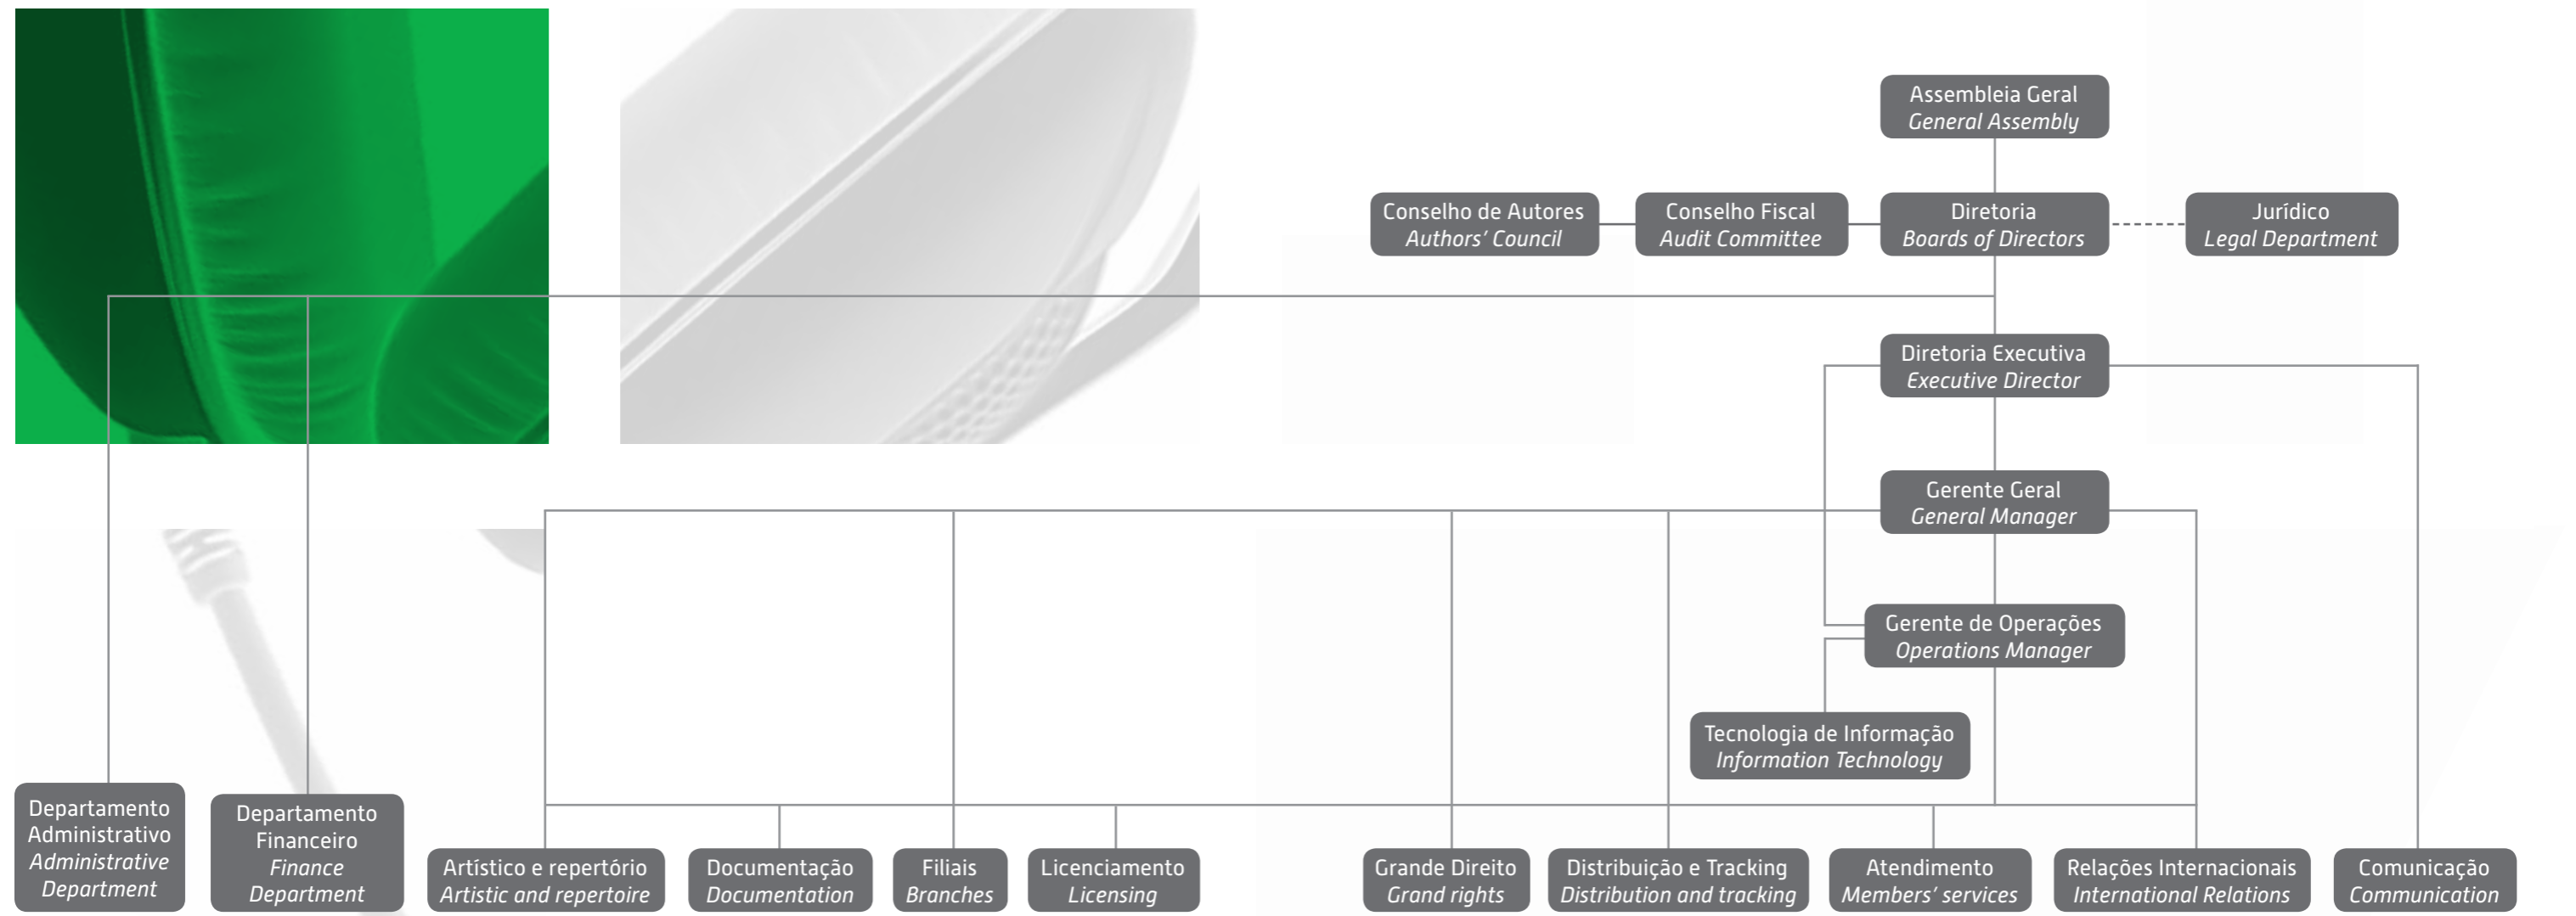 Assembleia Geral
General Assembly
Conselho de Autores
Authors’ Council
Conselho Fiscal
Audit Committee
Diretoria
Boards of Directors
Jurídico
Legal Department
Diretoria Executiva
Executive Director
Gerente Geral
General Manager
Gerente de Operações
Operations Manager
Tecnologia de Informação
Information Technology
Departamento
Administrativo
Administrative
Department
Departamento
Financeiro
Finance
Department
Artístico e repertório
Artistic and repertoire
Documentação
Documentation
Filiais
Branches
Licenciamento
Licensing
Grande Direito
Grand rights
Distribuição e Tracking
Distribution and tracking
Atendimento
Members’ services
Relações Internacionais
International Relations
Comunicação
Communication